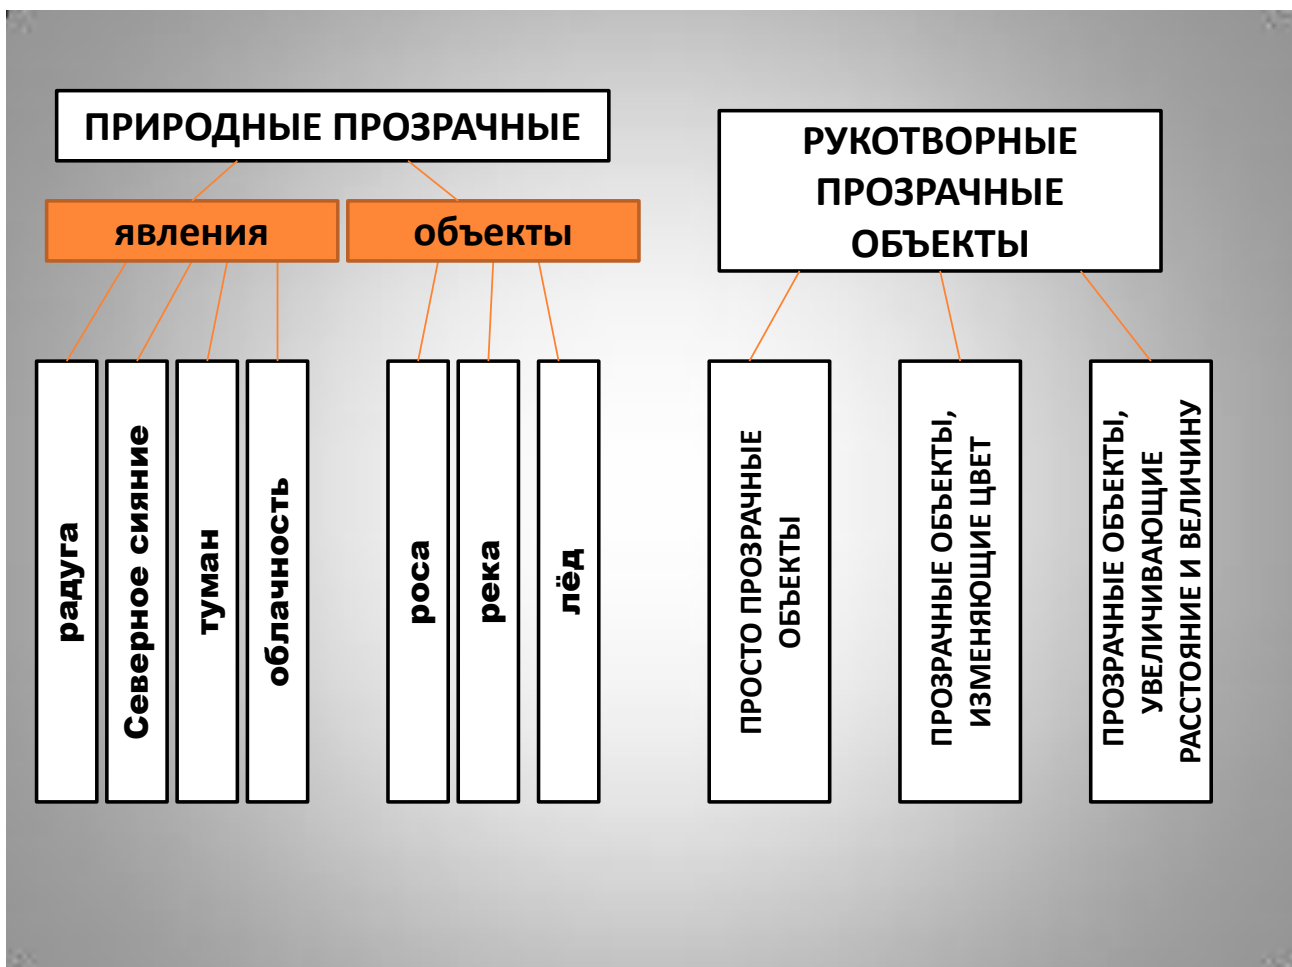 ПРИРОДНЫЕ ПРОЗРАЧНЫЕ
явления
объекты
радуга
Северное сияние
туман
облачность
роса
река
лёд
РУКОТВОРНЫЕ
ПРОЗРАЧНЫЕ
ОБЪЕКТЫ
ПРОСТО ПРОЗРАЧНЫЕ
ОБЪЕКТЫ
ПРОЗРАЧНЫЕ ОБЪЕКТЫ,
ИЗМЕНЯЮЩИЕ ЦВЕТ
ПРОЗРАЧНЫЕ ОБЪЕКТЫ,
УВЕЛИЧИВАЮЩИЕ
РАССТОЯНИЕ И ВЕЛИЧИНУ